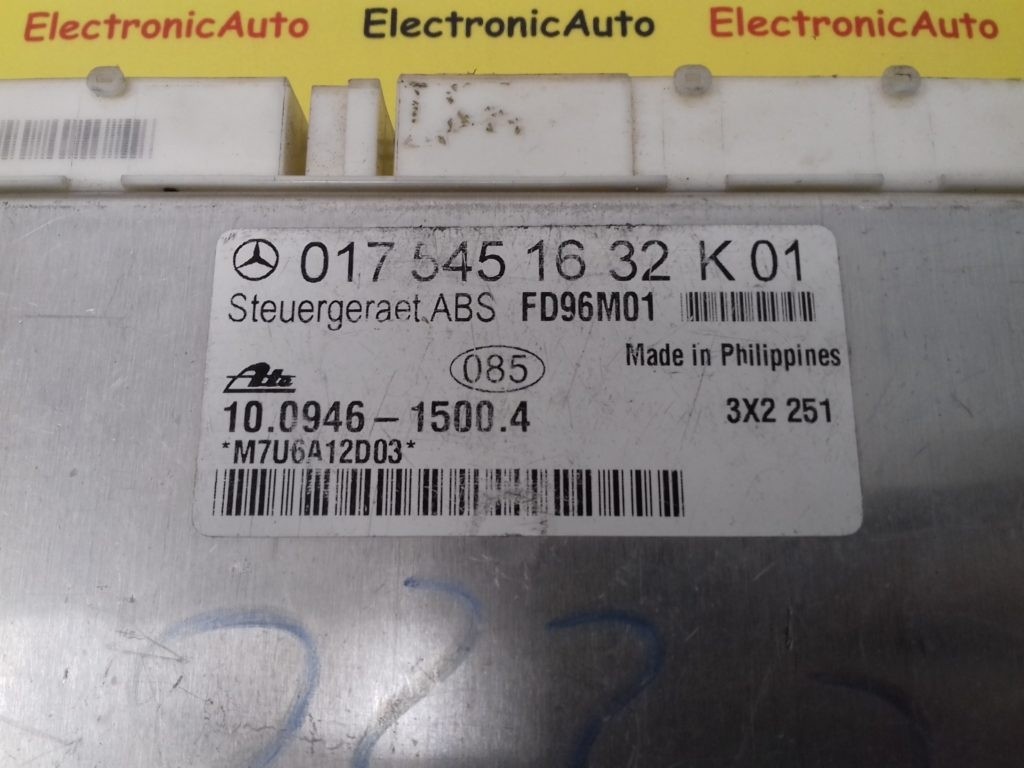 ElectronicAuto ElectronicAuto ElectronicAuto
017 545 16 32 K 01
Steuergeraet ABS FD96M01
085 Made in Philippines
Ate
10.0946-1500.4 3X2 251
*M7U6A12D03*